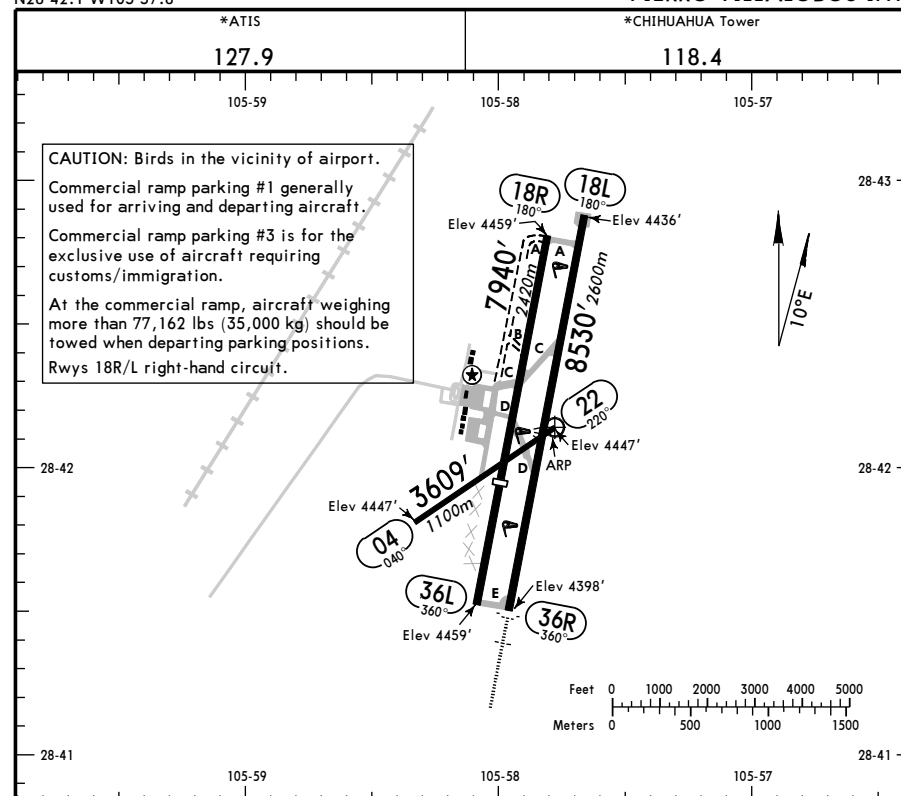 *ATIS
127.9
*CHIHUAHUA Tower
118.4
105-59
105-58
105-57
CAUTION: Birds in the vicinity of airport.
Commercial ramp parking #1 generally
used for arriving and departing aircraft.
Commercial ramp parking #3 is for the
exclusive use of aircraft requiring
customs/immigration.
At the commercial ramp, aircraft weighing
more than 77,162 lbs (35,000 kg) should be
towed when departing parking positions.
Rwys 18R/L right-hand circuit.
28-43
28-43
18R
180°
18L
180°
Elev 4459'
Elev 4436'
A
A
7940'
2420m
8530'
2600m
10°E
B
C
C
D
22
220°
Elev 4447'
ARP
D
28-42
28-42
3609'
1100m
Elev 4447'
04
040°
36L
360°
E
Elev 4398'
Elev 4459'
36R
360°
Feet 0 1000 2000 3000 4000 5000
Meters 0 500 1000 1500
28-41
28-41
105-59
105-58
105-57